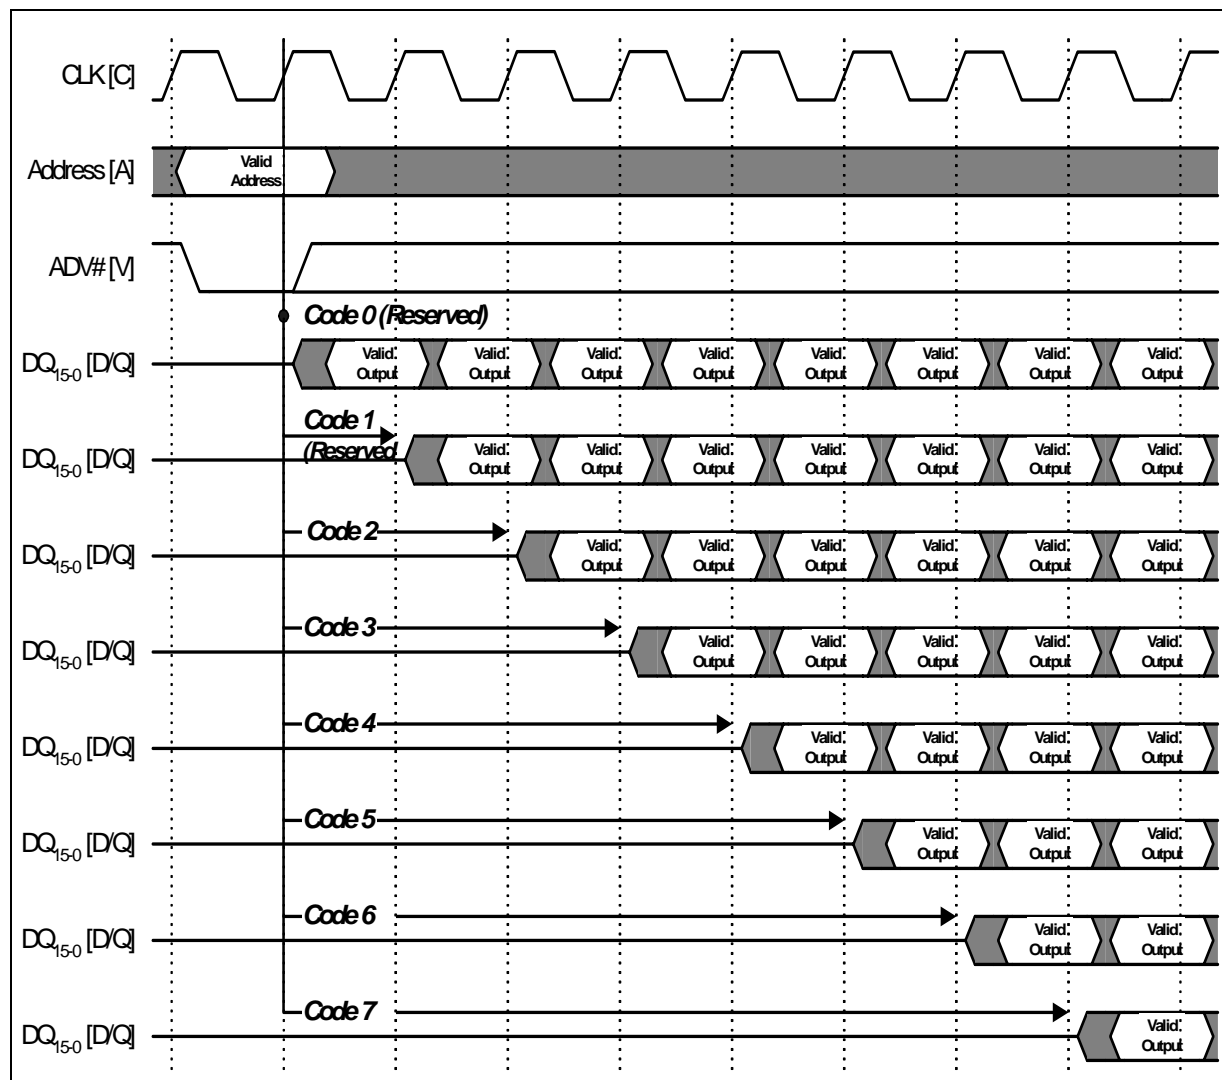 CLK [C]
Address [A]
Valid
Address
ADV# [V]
Code 0 (Reserved)
DQ15-0 [D/Q]
Valid Valid Valid Valid Valid Valid Valid Valid
Output Output Output Output Output Output Output Output
Code 1
(Reserved
DQ15-0 [D/Q]
Valid Valid Valid Valid Valid Valid Valid
Output Output Output Output Output Output Output
Code 2
DQ15-0 [D/Q]
Valid Valid Valid Valid Valid Valid
Output Output Output Output Output Output
Code 3
DQ15-0 [D/Q]
Valid Valid Valid Valid Valid
Output Output Output Output Output
Code 4
DQ15-0 [D/Q]
Valid Valid Valid Valid
Output Output Output Output
Code 5
DQ15-0 [D/Q]
Valid Valid Valid
Output Output Output
Code 6
DQ15-0 [D/Q]
Valid Valid
Output Output
Code 7
DQ15-0 [D/Q]
Valid
Output